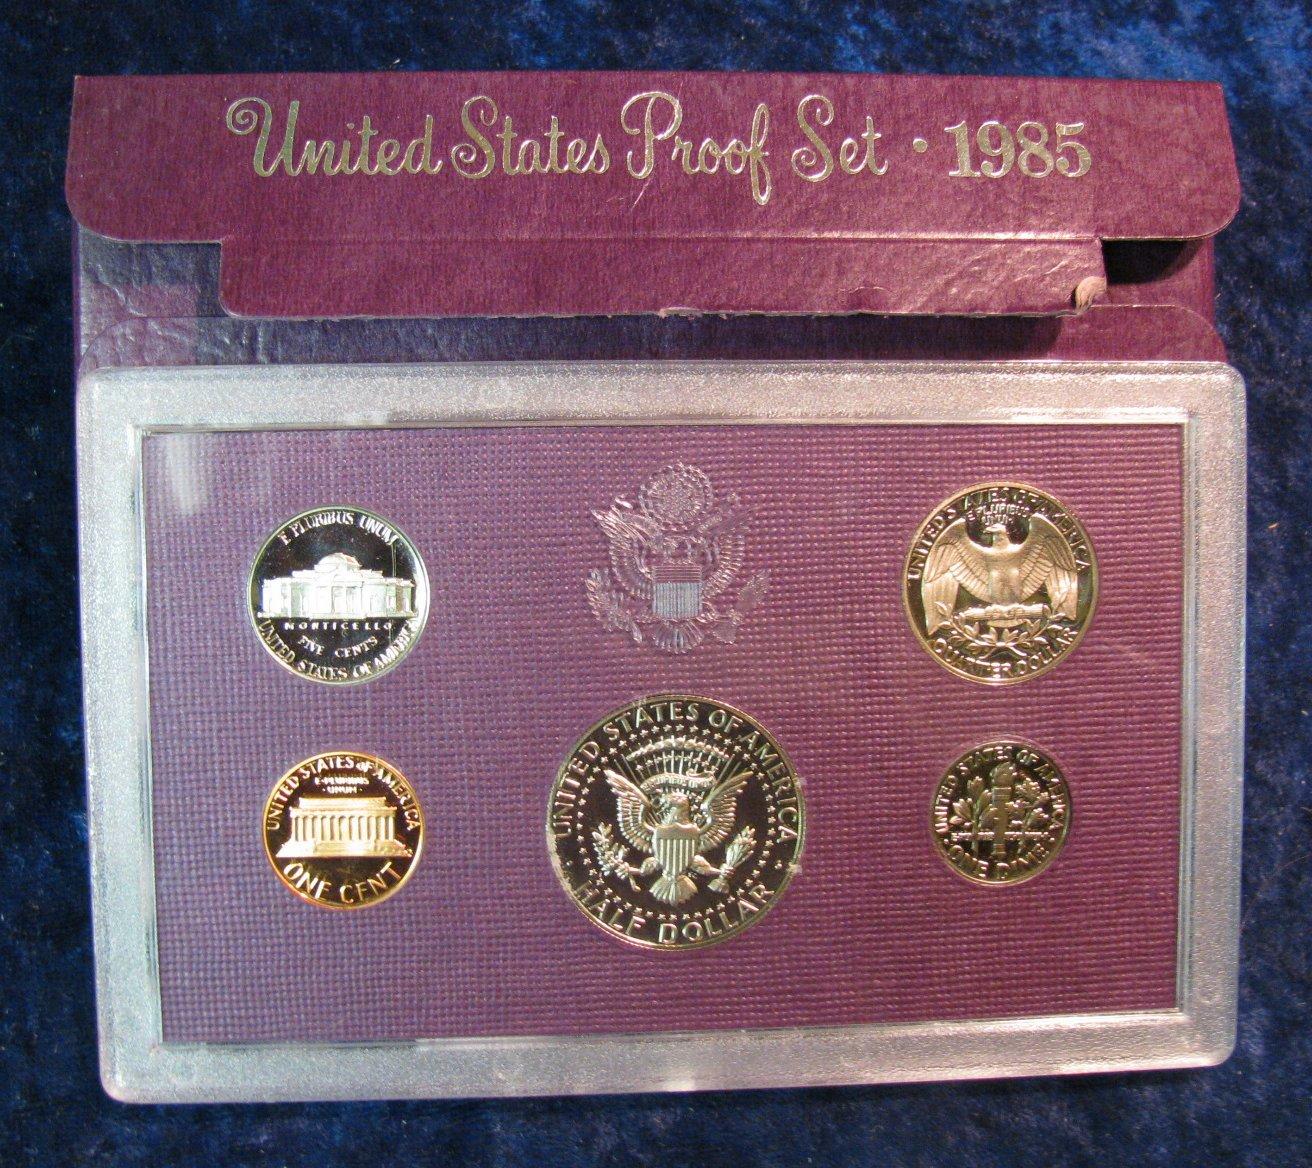 United States Proof Set · 1985
E PLURIBUS UNUM
MONTICELLO
FIVE CENTS
UNITED STATES OF AMERICA
UNITED STATES OF AMERICA
E PLURIBUS
UNUM
QUARTER DOLLAR
UNITED STATES OF AMERICA
E·PLURIBUS
·UNUM·
ONE CENT
UNITED STATES OF AMERICA
HALF DOLLAR
UNITED STATES OF AMERICA
ONE DIME